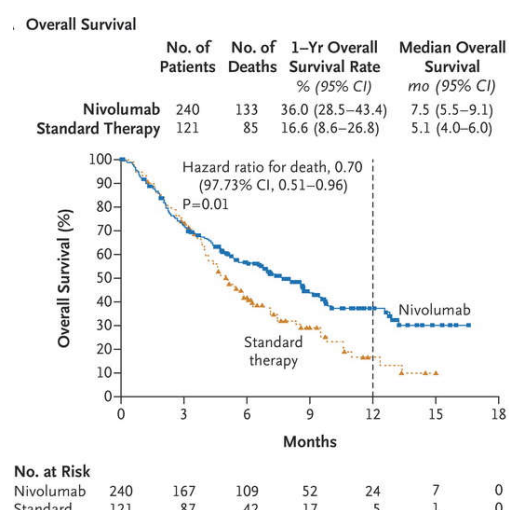 . Overall Survival
No. of No. of 1–Yr Overall Median Overall
Patients Deaths Survival Rate Survival
% (95% CI) mo (95% CI)
Nivolumab 240 133 36.0 (28.5–43.4) 7.5 (5.5–9.1)
Standard Therapy 121 85 16.6 (8.6–26.8) 5.1 (4.0–6.0)
Hazard ratio for death, 0.70
(97.73% CI, 0.51–0.96)
P=0.01
Overall Survival (%)
100
90
80
70
60
50
40
30
20
10
0
Nivolumab
Standard
therapy
0 3 6 9 12 15 18
Months
No. at Risk
Nivolumab 240 167 109 52 24 7 0
Standard 121 87 42 17 5 1 0